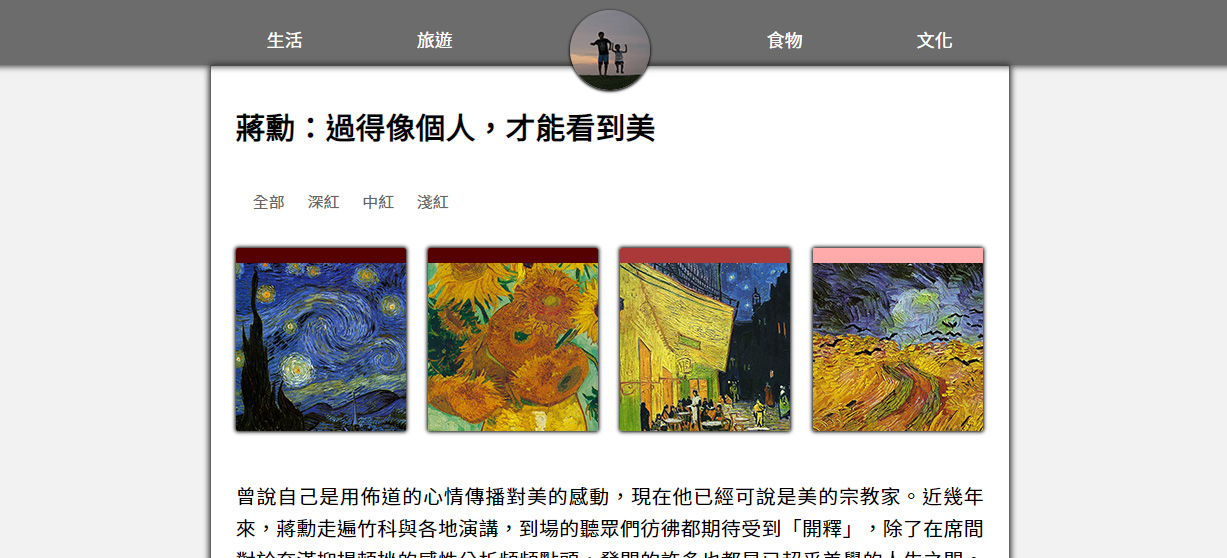 生活 旅遊 食物 文化
蔣勳：過得像個人，才能看到美
全部 深紅 中紅 淺紅
曾說自己是用佈道的心情傳播對美的感動，現在他已經可說是美的宗教家。近幾年
來，蔣勳走遍竹科與各地演講，到場的聽眾們彷彿都期待受到「開釋」，除了在席間